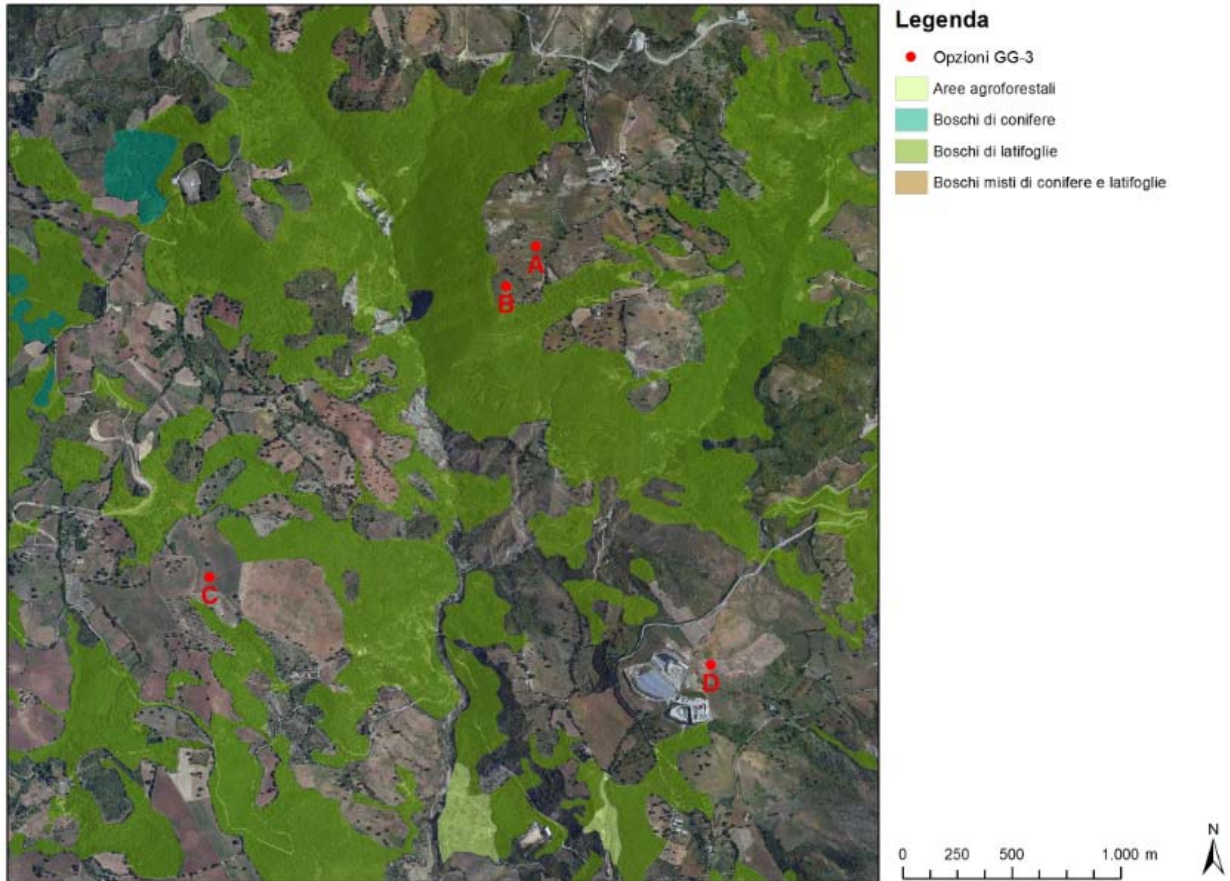 Legenda
Opzioni GG-3
Aree agroforestali
Boschi di conifere
Boschi di latifoglie
Boschi misti di conifere e latifoglie
A
B
C
D
0 250 500 1.000 m
N